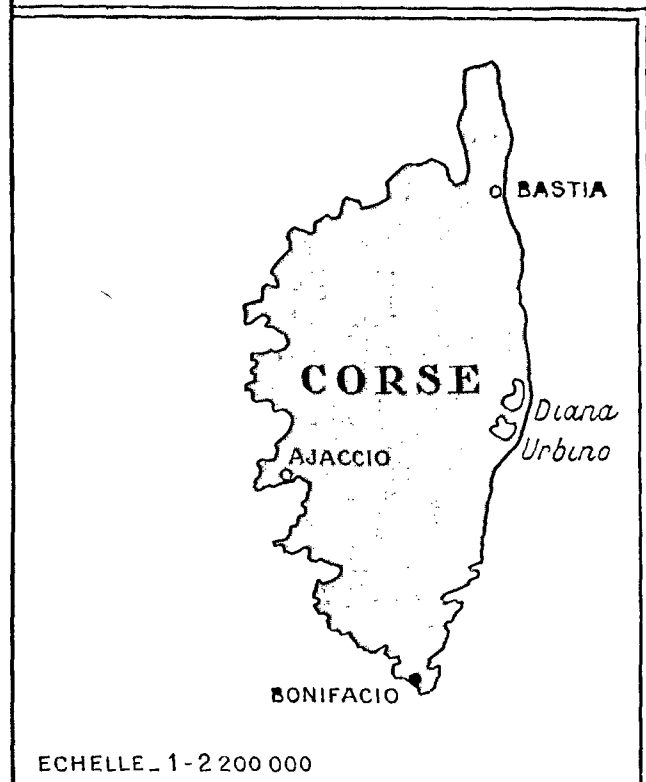 BASTIA
CORSE
Diana
Urbino
AJACCIO
BONIFACIO
ECHELLE_1-2 200 000